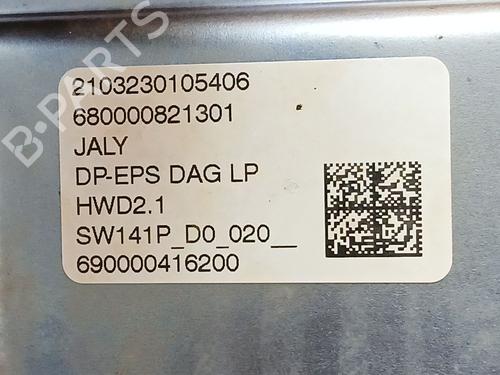 B-PARTS
2103230105406
680000821301
JALY
DP-EPS DAG LP
HWD2.1
SW141P_D0_020__
690000416200